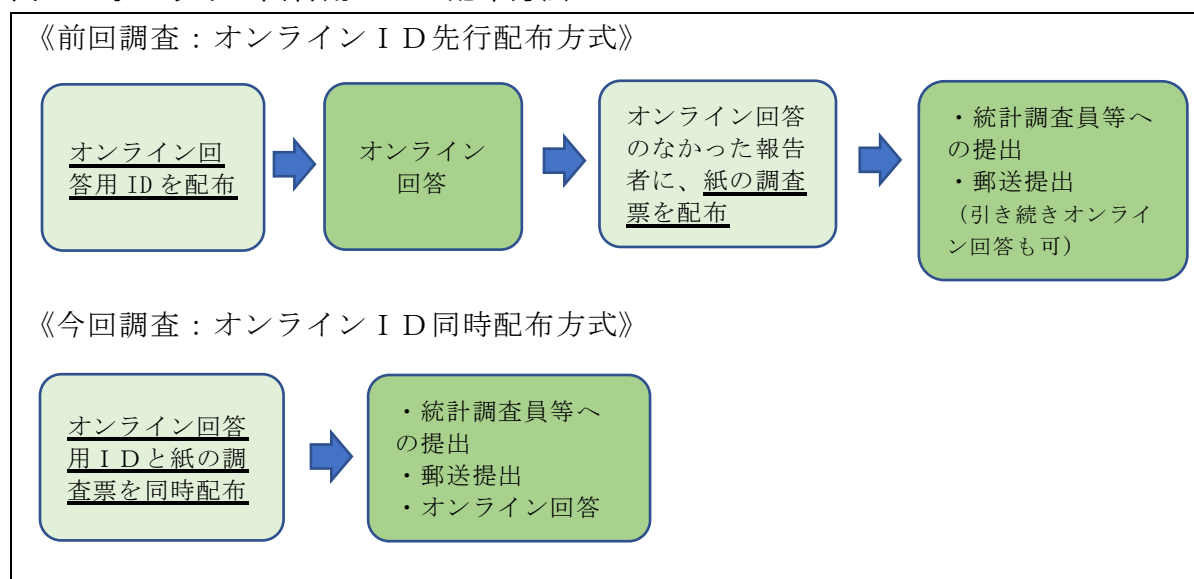 《前回調査：オンラインＩＤ先行配布方式》
オンライン回
答用 ID を配布
オンライン
回答
オンライン回答
のなかった報告
者に、紙の調査
票を配布
・統計調査員等へ
の提出
・郵送提出
（引き続きオンライ
ン回答も可）
《今回調査：オンラインＩＤ同時配布方式》
オンライン回答
用ＩＤと紙の調
査票を同時配布
・統計調査員等へ
の提出
・郵送提出
・オンライン回答